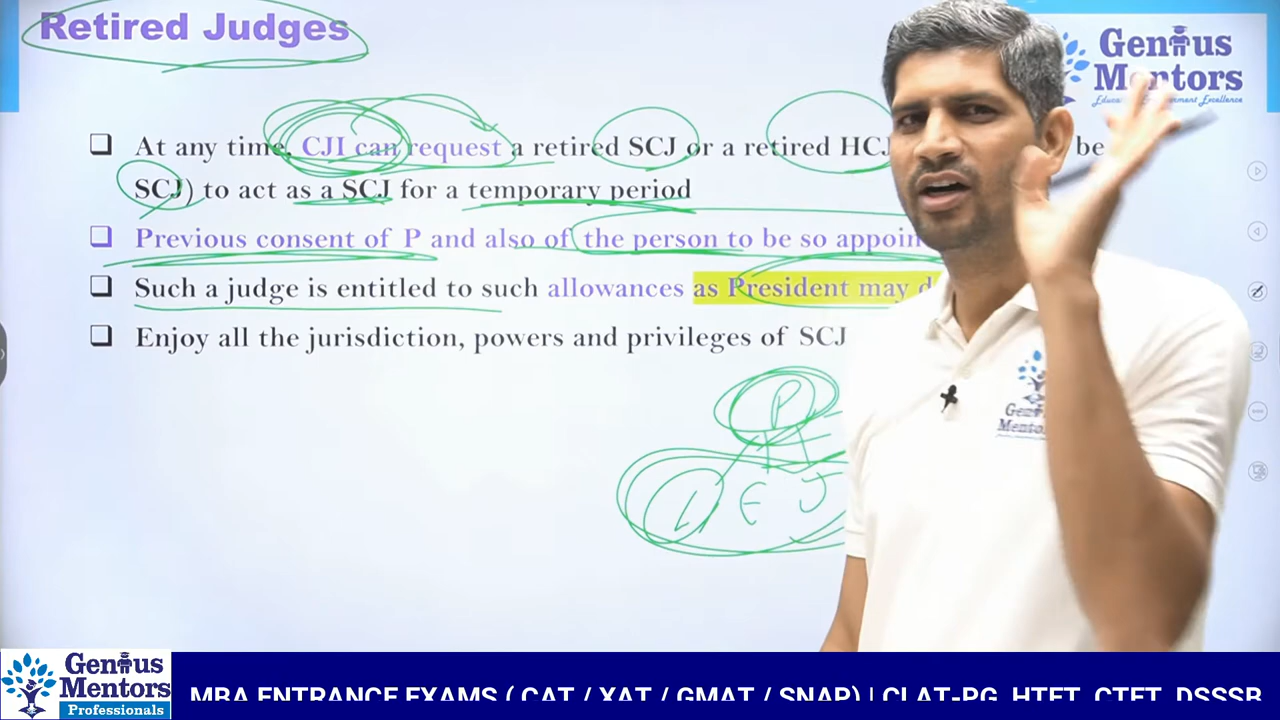 Retired Judges
Genius
Mentors
At any time, CJI can request a retired SCJ or a retired HCJ be
SCJ) to act as a SCJ for a temporary period
Previous consent of P and also of the person to be so
Such a judge is entitled to such allowances as President may
Enjoy all the jurisdiction, powers and privileges of SCJ
P
L E J
Genius
Mentors
Professionals
MBA ENTRANCE EXAMS ( CAT / XAT / GMAT / SNAP) | CLAT-PG, HTET, CTET, DSSSB